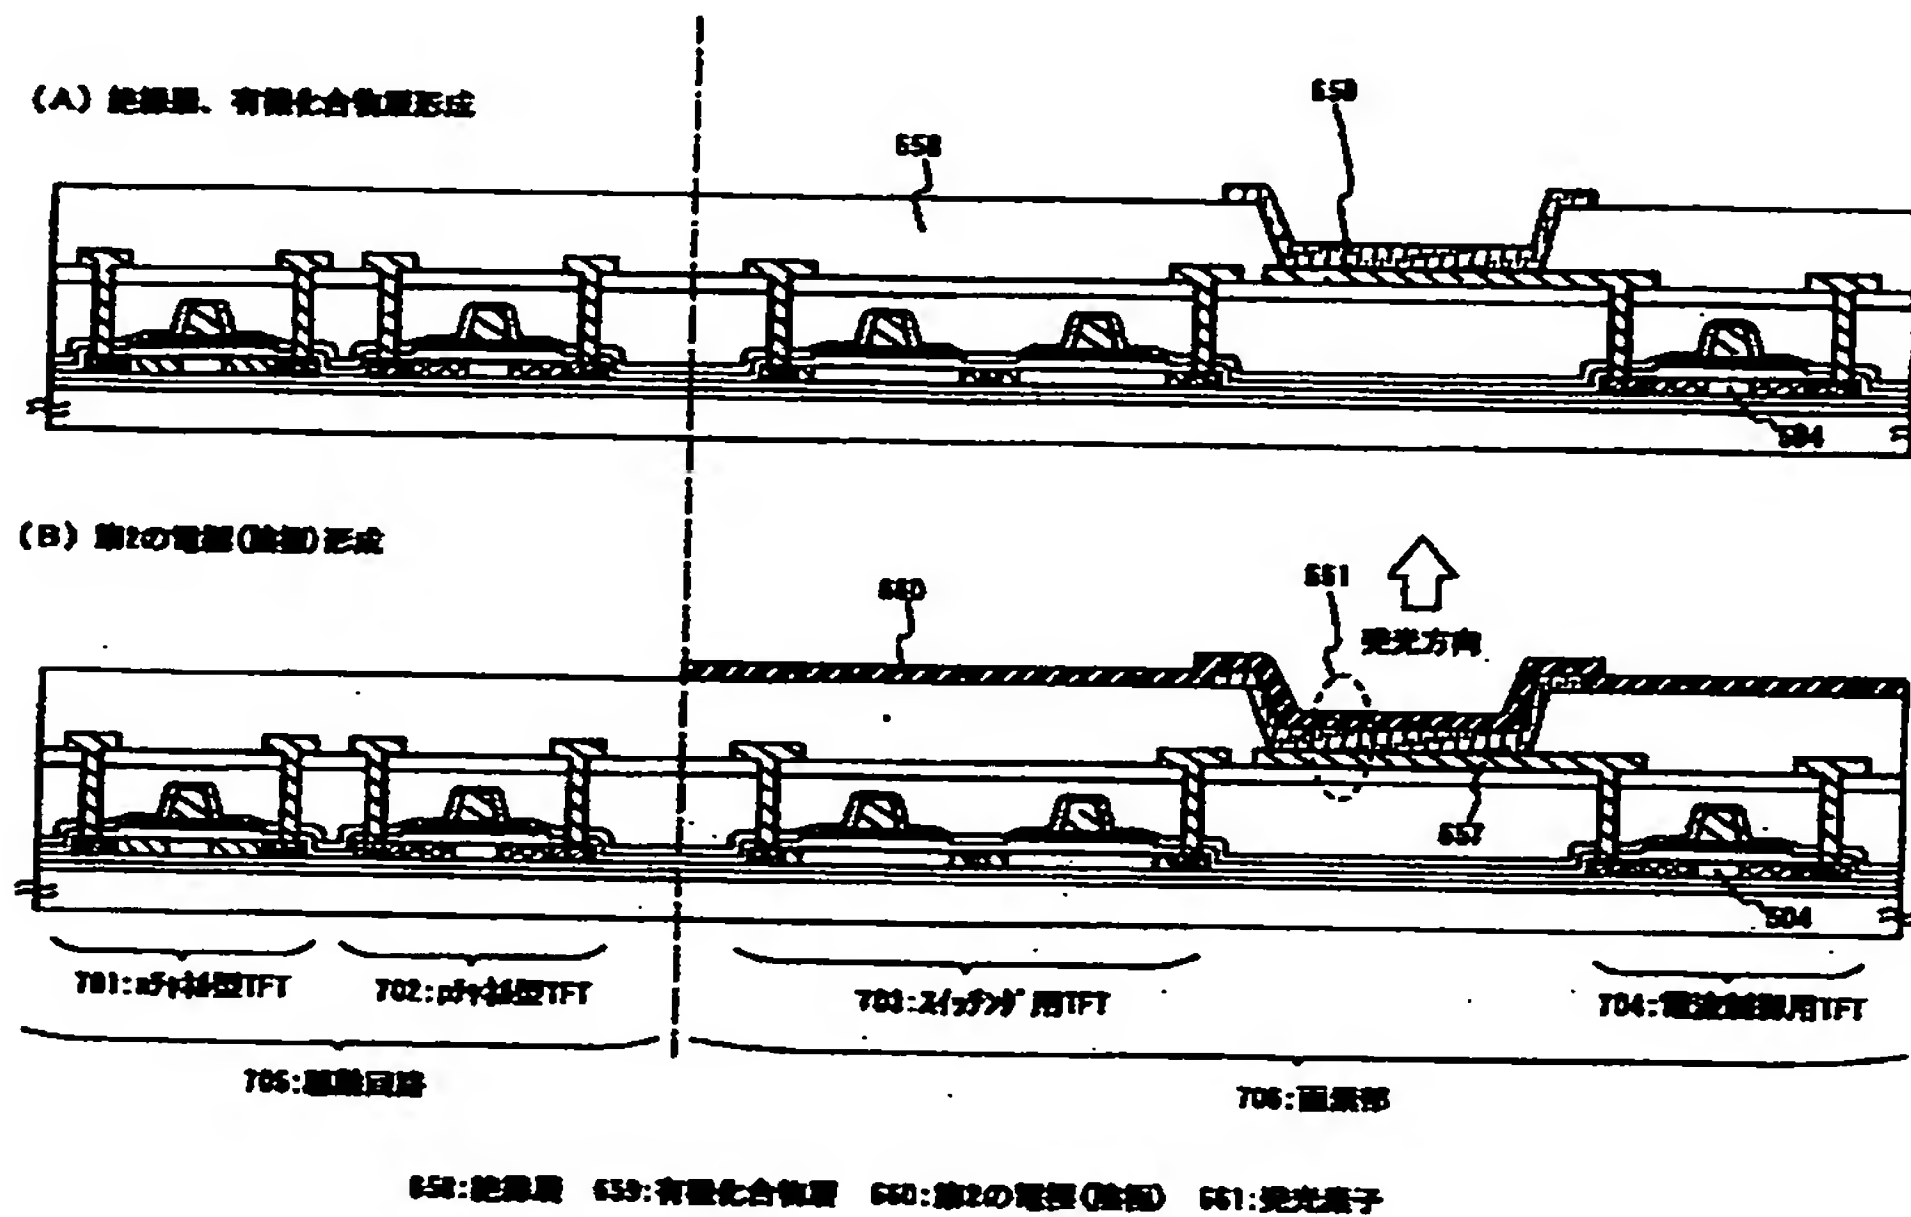 (A) 絶縁層、有機化合物層形成
659
658
504
(B) 第2の電極(陰極)形成
660
661
発光方向
657
504
701:nチャネル型TFT 702:pチャネル型TFT 703:スイッチング用TFT 704:電流制御用TFT
705:駆動回路 706:画素部
658:絶縁層 659:有機化合物層 660:第2の電極(陰極) 661:発光素子